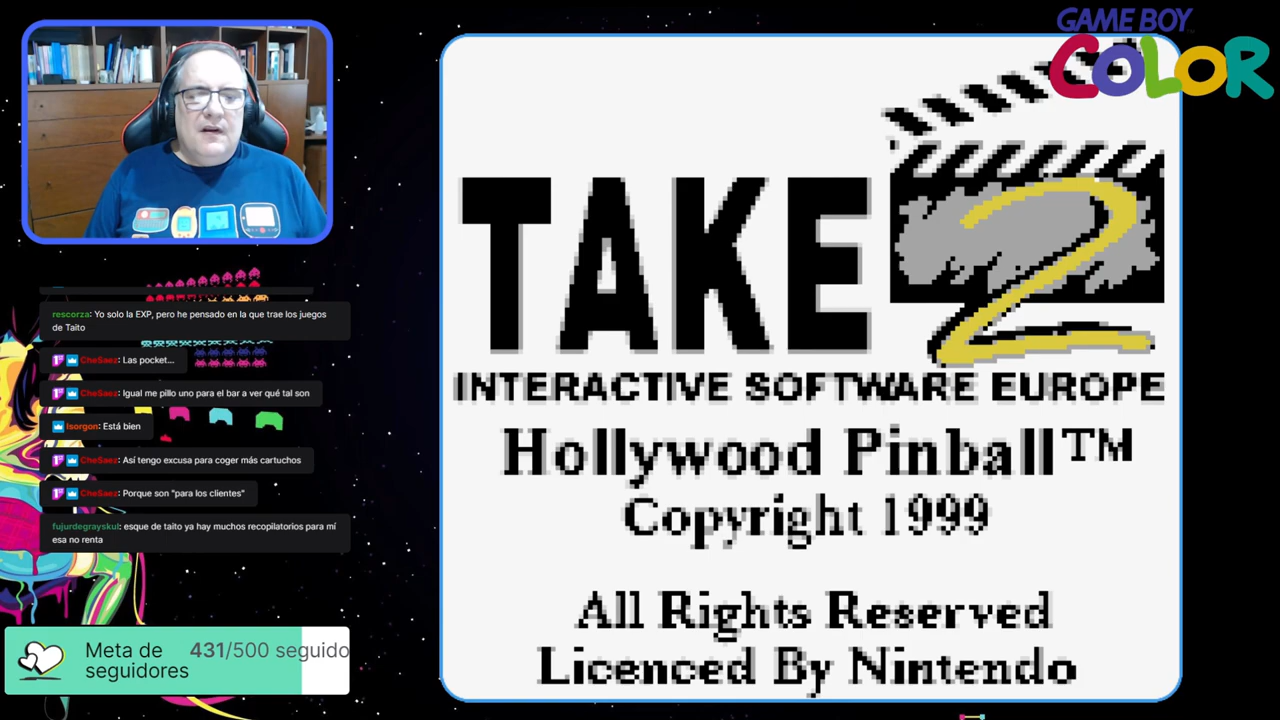 GAME BOY
COLOR
TAKE 2
INTERACTIVE SOFTWARE EUROPE
Hollywood Pinball™
Copyright 1999
All Rights Reserved
Licenced By Nintendo
rescorza: Yo solo la EXP, pero he pensado en la que trae los juegos
de Taito
CheSaez: Las pocket...
CheSaez: Igual me pillo uno para el bar a ver qué tal son
Isorgon: Está bien
CheSaez: Así tengo excusa para coger más cartuchos
CheSaez: Porque son "para los clientes"
fujurdegrayskul: esque de taito ya hay muchos recopilatorios para mí
esa no renta
Meta de
seguidores
431/500 seguido